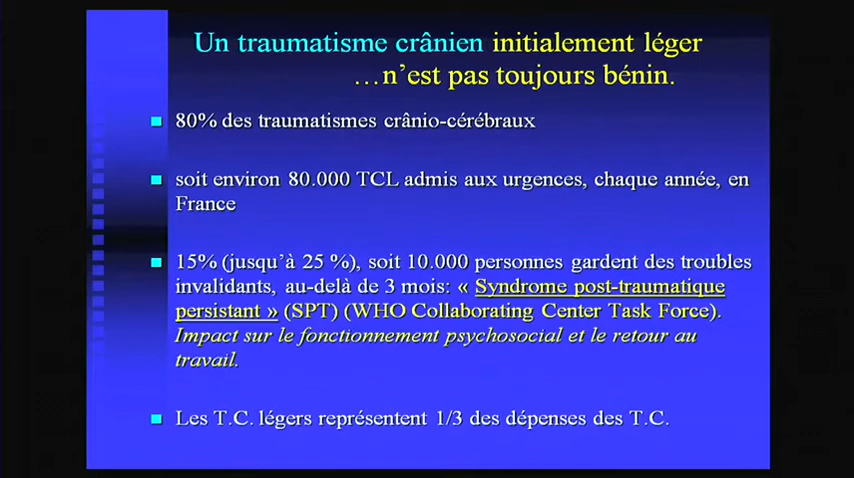 Un traumatisme crânien initialement léger
…n’est pas toujours bénin.
80% des traumatismes crânio-cérébraux
soit environ 80.000 TCL admis aux urgences, chaque année, en
France
15% (jusqu’à 25 %), soit 10.000 personnes gardent des troubles
invalidants, au-delà de 3 mois: « Syndrome post-traumatique
persistant » (SPT) (WHO Collaborating Center Task Force).
Impact sur le fonctionnement psychosocial et le retour au
travail.
Les T.C. légers représentent 1/3 des dépenses des T.C.